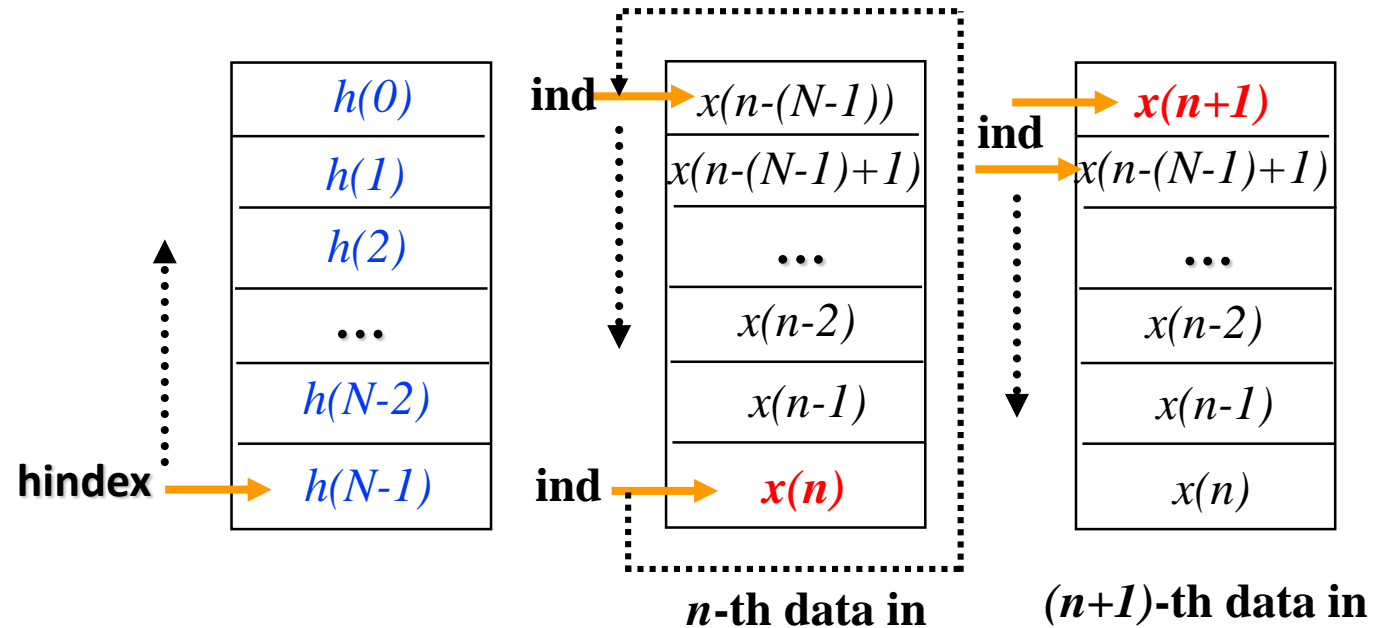 h(0)
h(1)
h(2)
...
h(N-2)
h(N-1)
hindex
ind
x(n-(N-1))
x(n-(N-1)+1)
...
x(n-2)
x(n-1)
ind
x(n)
n-th data in
x(n+1)
ind
x(n-(N-1)+1)
...
x(n-2)
x(n-1)
x(n)
(n+1)-th data in